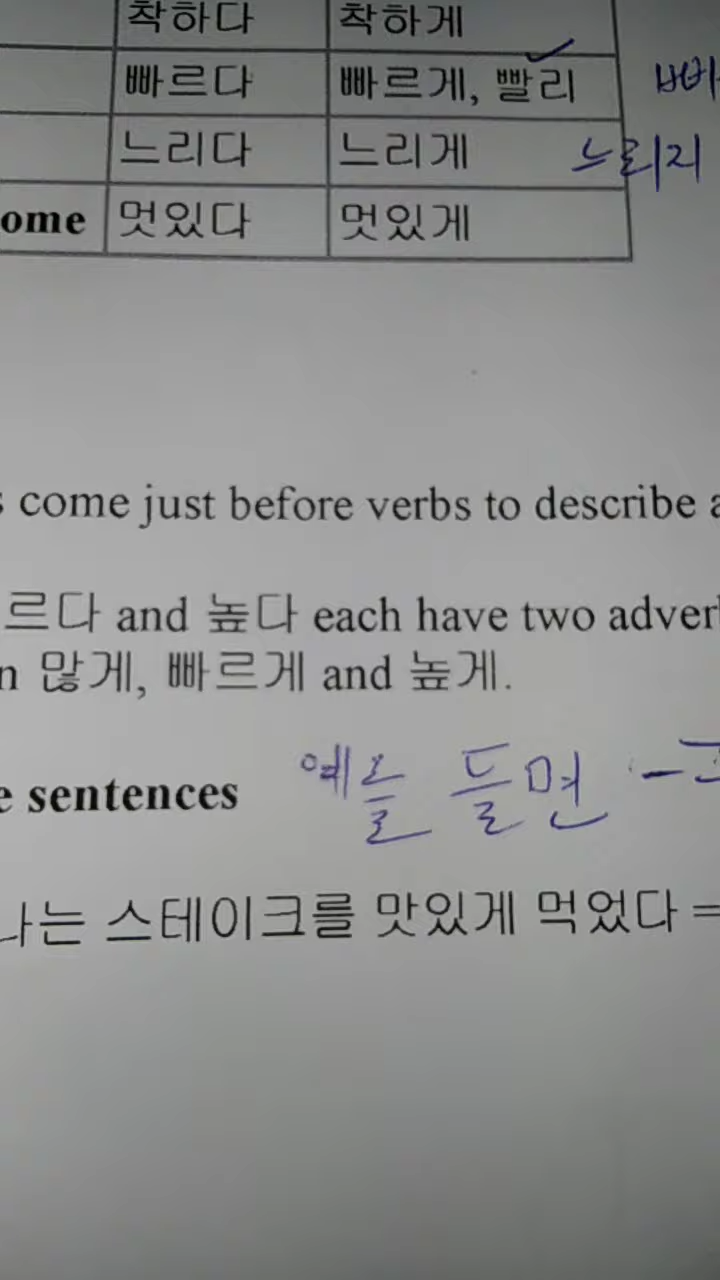 착하다 착하게
빠르다 빠르게, 빨리
느리다 느리게 느리지
ome 멋있다 멋있게
come just before verbs to describe
르다 and 높다 each have two adver
많게, 빠르게 and 높게.
sentences 예를 들면
나는 스테이크를 맛있게 먹었다 =